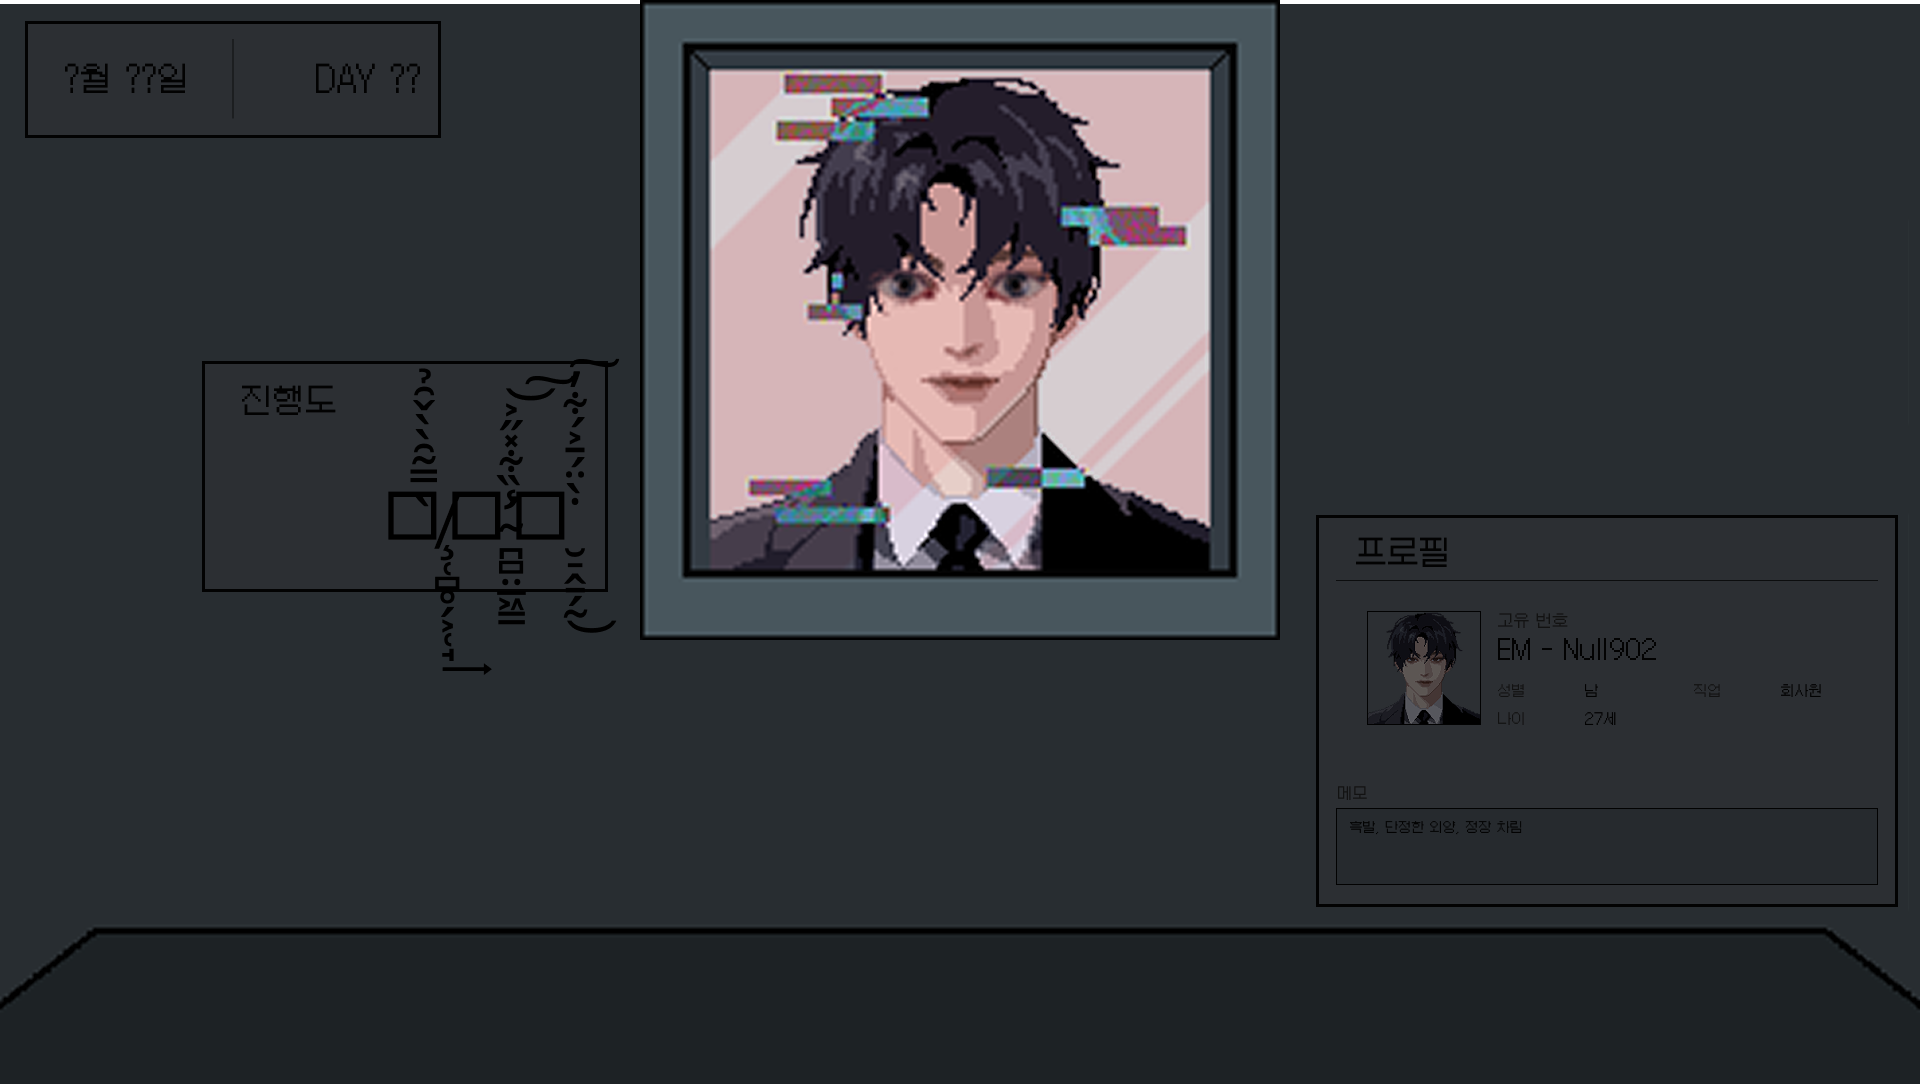 ?월 ??일
DAY ??
진행도
프로필
고유 번호
EM - Null902
성별 남 직업 회사원
나이 27세
메모
흑발, 단정한 외양, 정장 차림